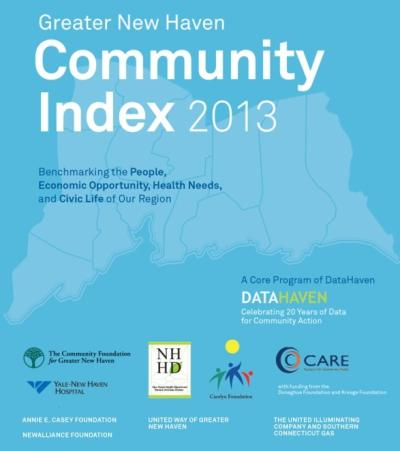 Greater New Haven
Community
Index 2013
Benchmarking the People,
Economic Opportunity, Health Needs,
and Civic Life of Our Region
A Core Program of DataHaven
DATAHAVEN
Celebrating 20 Years of Data
for Community Action
The Community Foundation
for Greater New Haven
YALE-NEW HAVEN
HOSPITAL
NH
HD
Carolyn Foundation
CARE
with funding from the
Donaghue Foundation and Kresge Foundation
ANNIE E. CASEY FOUNDATION
NEWALLIANCE FOUNDATION
UNITED WAY OF GREATER
NEW HAVEN
THE UNITED ILLUMINATING
COMPANY AND SOUTHERN
CONNECTICUT GAS